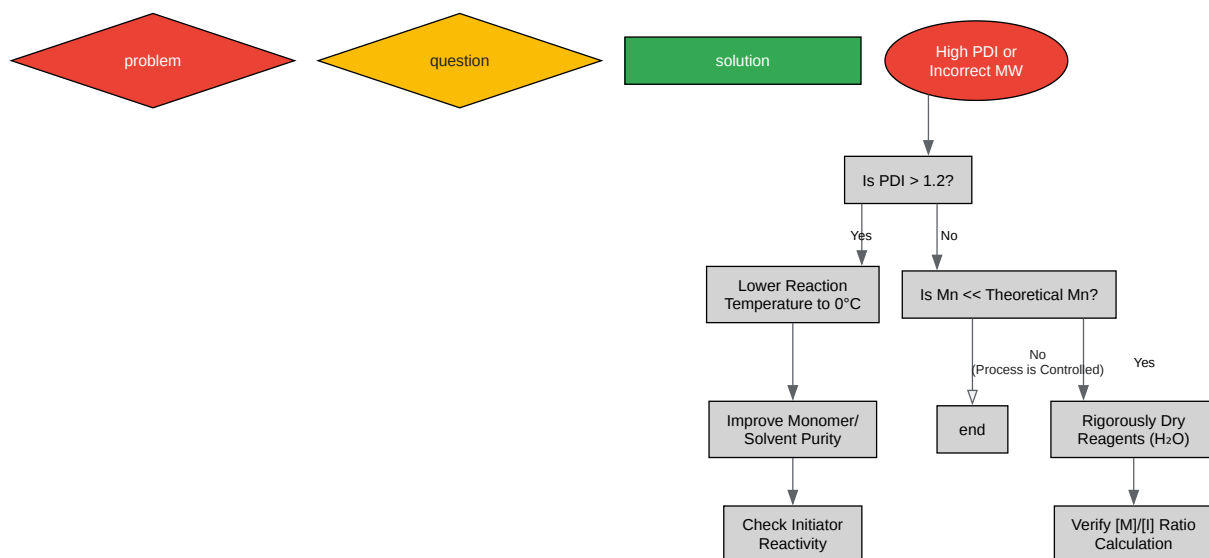 problem
question
solution
High PDI or
Incorrect MW
Is PDI > 1.2?
Yes
No
Lower Reaction
Temperature to 0°C
Is Mn << Theoretical Mn?
No
(Process is Controlled)
Yes
Improve Monomer/
Solvent Purity
end
Rigorously Dry
Reagents (H₂O)
Check Initiator
Reactivity
Verify [M]/[I] Ratio
Calculation